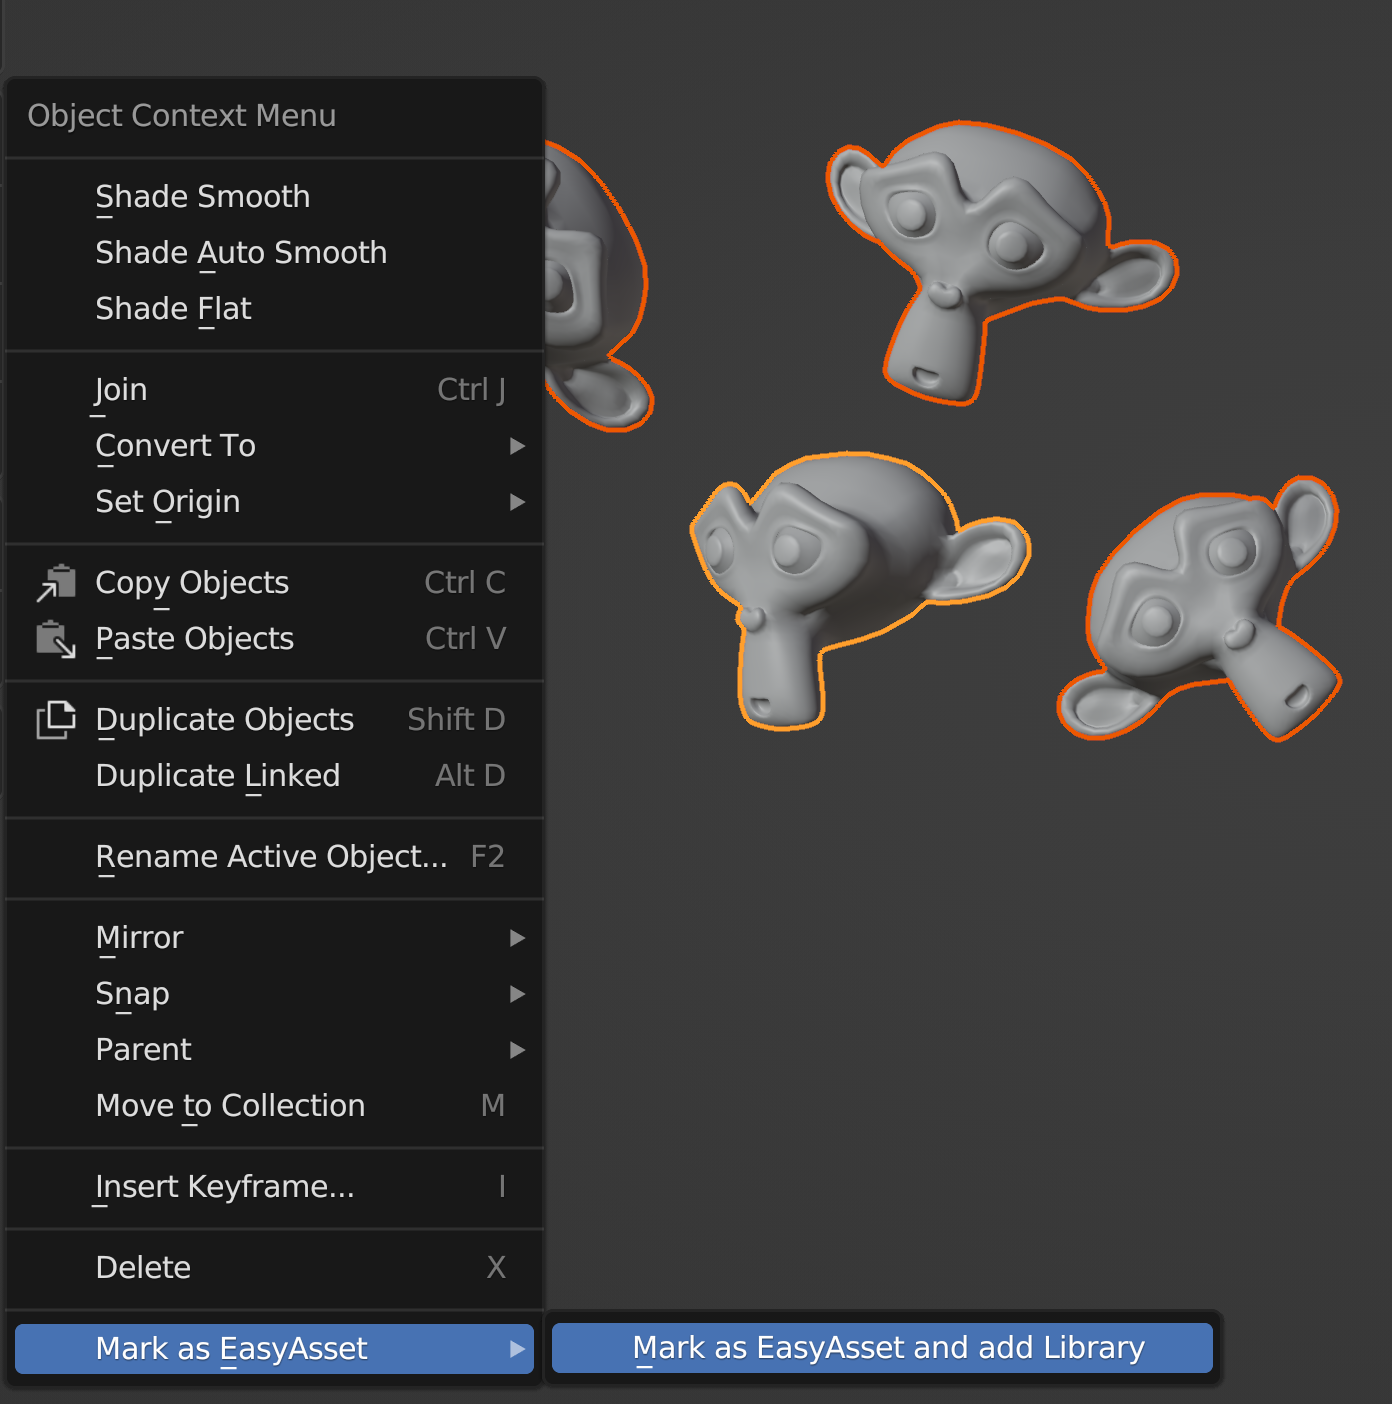 Object Context Menu
Shade Smooth
Shade Auto Smooth
Shade Flat
Join Ctrl J
Convert To
Set Origin
Copy Objects Ctrl C
Paste Objects Ctrl V
Duplicate Objects Shift D
Duplicate Linked Alt D
Rename Active Object... F2
Mirror
Snap
Parent
Move to Collection M
Insert Keyframe... I
Delete X
Mark as EasyAsset
Mark as EasyAsset and add Library